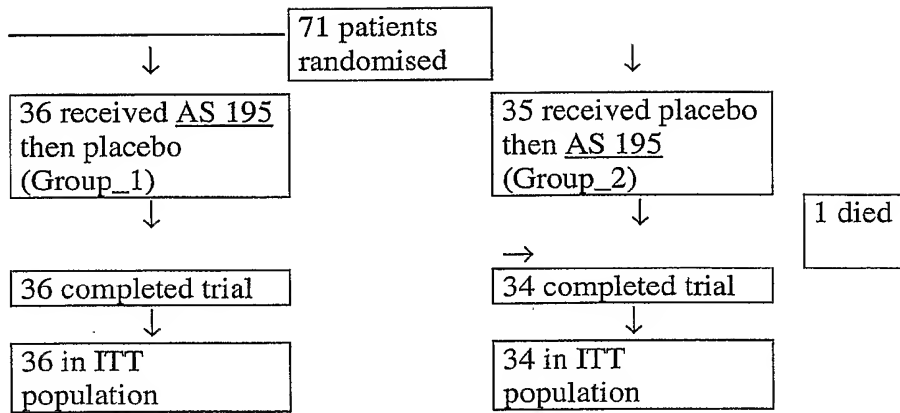 71 patients
randomised
36 received AS 195
then placebo
(Group_1)
35 received placebo
then AS 195
(Group_2)
1 died
36 completed trial
34 completed trial
36 in ITT
population
34 in ITT
population